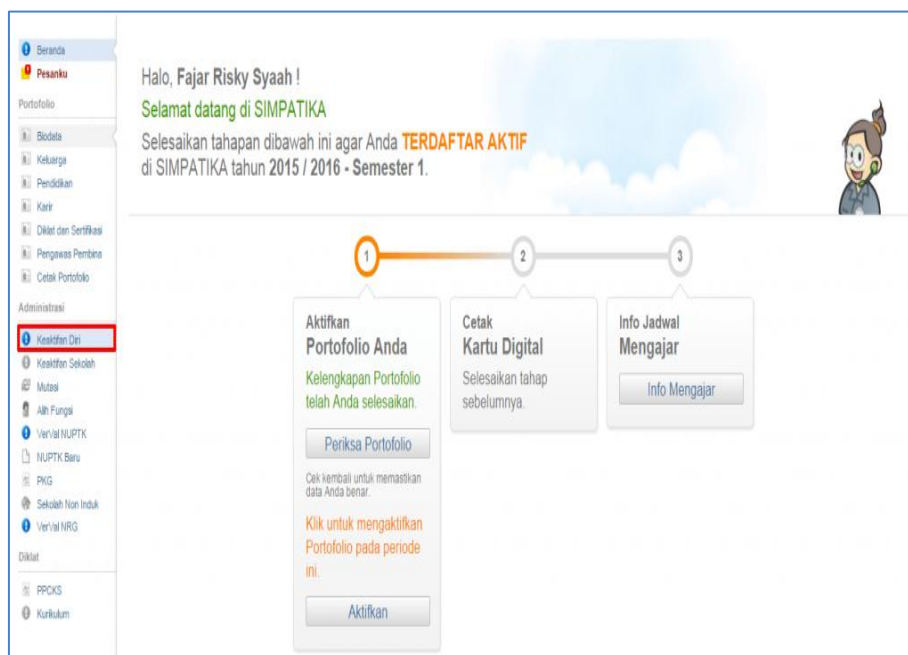 Beranda
Pesanku
Portofolio
Biodata
Keluarga
Pendidikan
Karir
Diklat dan Sertifikasi
Pengawas Pembina
Cetak Portofolio
Administrasi
Keaktifan Diri
Keaktifan Sekolah
Mutasi
Alih Fungsi
VerVal NUPTK
NUPTK Baru
PKG
Sekolah Non Induk
VerVal NRG
Diklat
PPCKS
Kurikulum
Halo, Fajar Risky Syaah !
Selamat datang di SIMPATIKA
Selesaikan tahapan dibawah ini agar Anda TERDAFTAR AKTIF
di SIMPATIKA tahun 2015 / 2016 - Semester 1.
1
Aktifkan
Portofolio Anda
Kelengkapan Portofolio
telah Anda selesaikan.
Periksa Portofolio
Cek kembali untuk memastikan
data Anda benar.
Klik untuk mengaktifkan
Portofolio pada periode
ini.
Aktifkan
2
Cetak
Kartu Digital
Selesaikan tahap
sebelumnya.
3
Info Jadwal
Mengajar
Info Mengajar